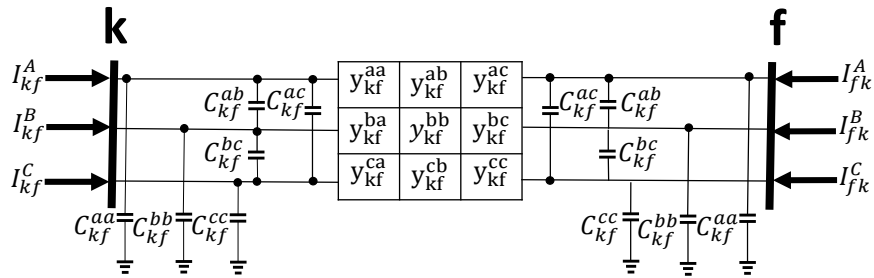 k f
I_{kf}^{A} y_{kf}^{aa} y_{kf}^{ab} y_{kf}^{ac} I_{fk}^{A}
C_{kf}^{ab} C_{kf}^{ac} C_{kf}^{ac} C_{kf}^{ab}
I_{kf}^{B} y_{kf}^{ba} y_{kf}^{bb} y_{kf}^{bc} I_{fk}^{B}
C_{kf}^{bc} C_{kf}^{bc}
I_{kf}^{C} y_{kf}^{ca} y_{kf}^{cb} y_{kf}^{cc} I_{fk}^{C}
C_{kf}^{aa} C_{kf}^{bb} C_{kf}^{cc} C_{kf}^{cc} C_{kf}^{bb} C_{kf}^{aa}